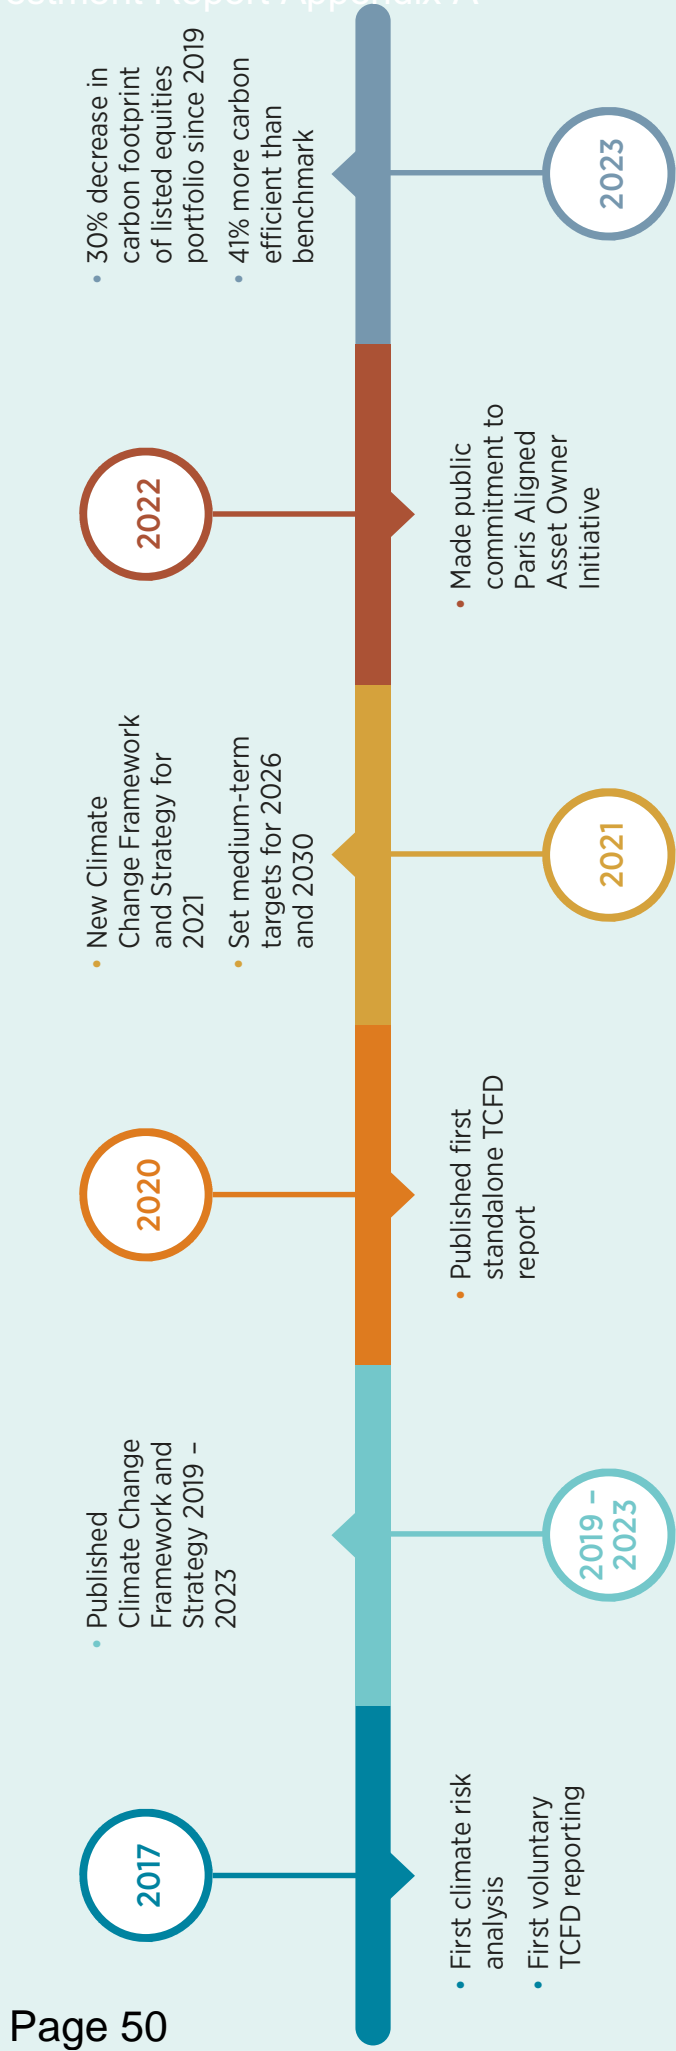 estment Report Appendix A
2017
• First climate risk
analysis
• First voluntary
TCFD reporting
2019 –
2023
• Published
Climate Change
Framework and
Strategy 2019 –
2023
2020
• Published first
standalone TCFD
report
2021
• New Climate
Change Framework
and Strategy for
2021
• Set medium-term
targets for 2026
and 2030
2022
• Made public
commitment to
Paris Aligned
Asset Owner
Initiative
2023
• 30% decrease in
carbon footprint
of listed equities
portfolio since 2019
• 41% more carbon
efficient than
benchmark
Page 50